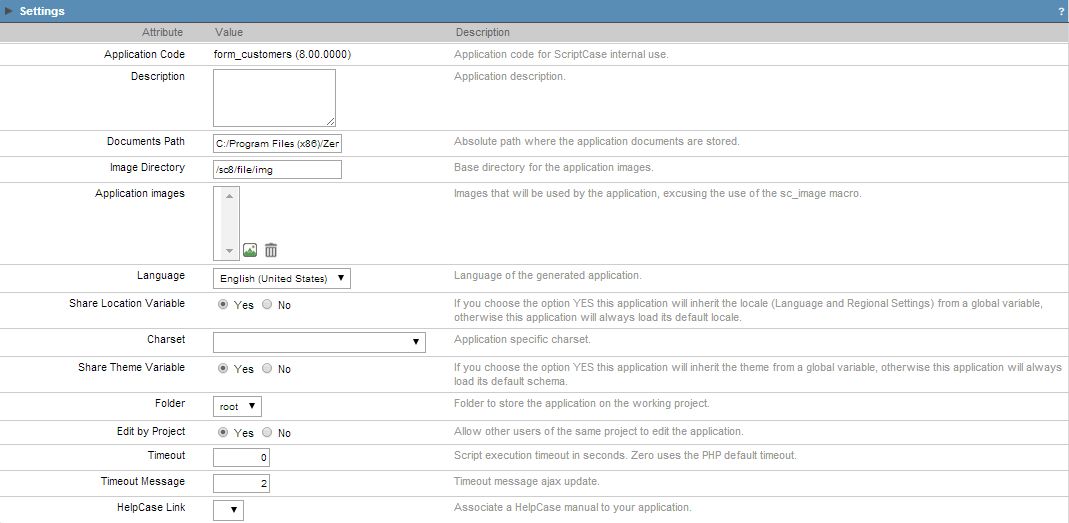 Settings ?
Attribute Value Description
Application Code form_customers (8.00.0000) Application code for ScriptCase internal use.
Description Application description.
Documents Path C:/Program Files (x86)/Zer Absolute path where the application documents are stored.
Image Directory /sc8/file/img Base directory for the application images.
Application images Images that will be used by the application, excusing the use of the sc_image macro.
Language English (United States) Language of the generated application.
Share Location Variable Yes No If you choose the option YES this application will inherit the locale (Language and Regional Settings) from a global variable,
otherwise this application will always load its default locale.
Charset Application specific charset.
Share Theme Variable Yes No If you choose the option YES this application will inherit the theme from a global variable, otherwise this application will always
load its default schema.
Folder root Folder to store the application on the working project.
Edit by Project Yes No Allow other users of the same project to edit the application.
Timeout 0 Script execution timeout in seconds. Zero uses the PHP default timeout.
Timeout Message 2 Timeout message ajax update.
HelpCase Link Associate a HelpCase manual to your application.